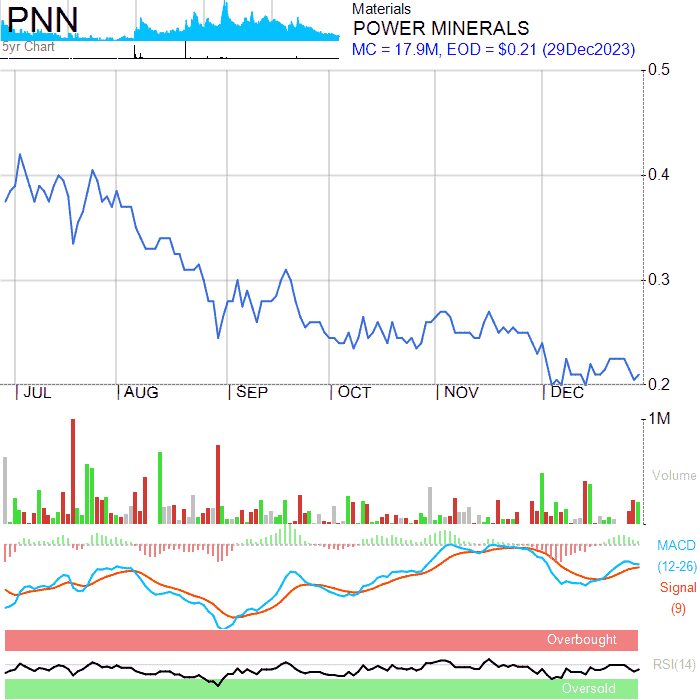 PNN
5yr Chart
Materials
POWER MINERALS
MC = 17.9M, EOD = $0.21 (29Dec2023)
0.5
0.4
0.3
0.2
JUL AUG SEP OCT NOV DEC
1M
Volume
MACD
(12-26)
Signal
(9)
Overbought
RSI(14)
Oversold